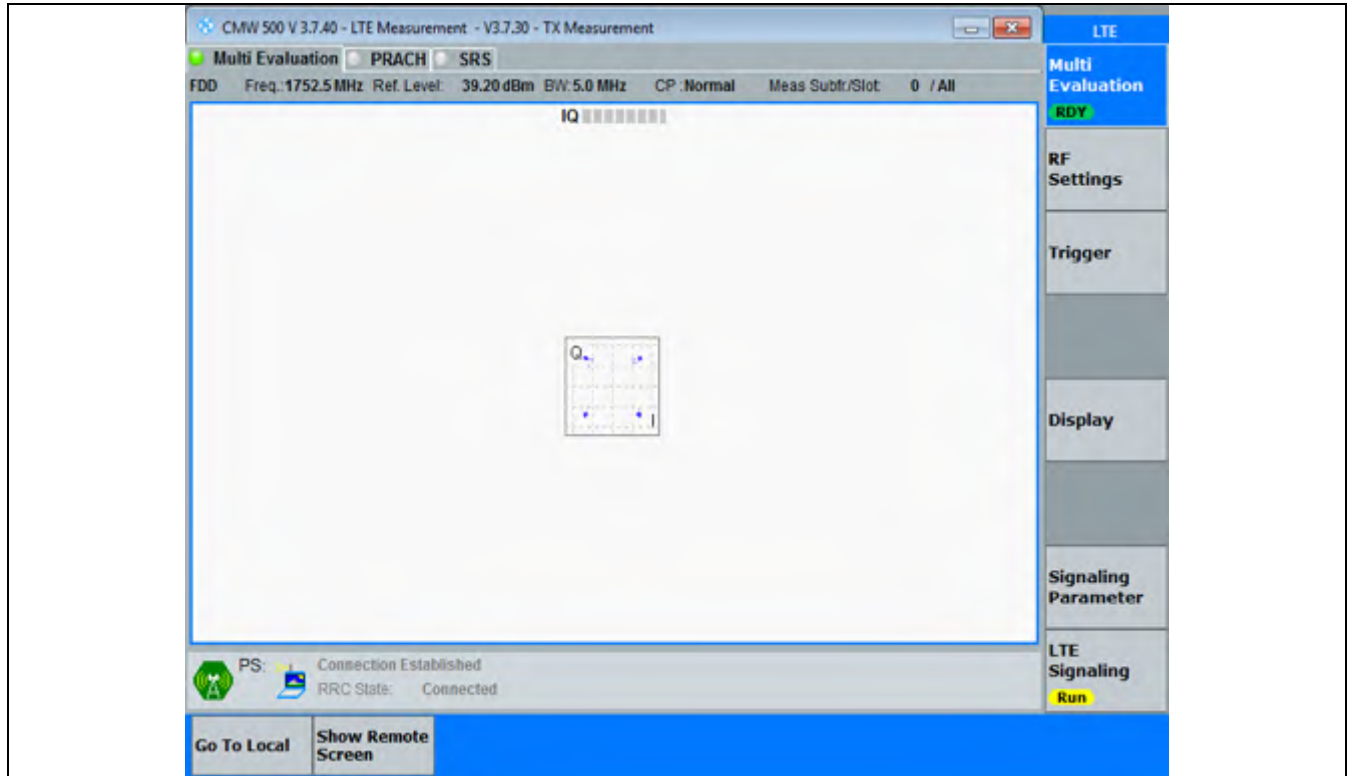 CMW 500 V 3.7.40 - LTE Measurement - V3.7.30 - TX Measurement
LTE
Multi Evaluation PRACH SRS
FDD Freq.:1752.5 MHz Ref. Level: 39.20 dBm BW: 5.0 MHz CP :Normal Meas Subfr./Slot: 0 / All
IQ
Q
I
Multi
Evaluation
RDY
RF
Settings
Trigger
Display
Signaling
Parameter
LTE
Signaling
Run
PS: Connection Established
RRC State: Connected
Go To Local
Show Remote
Screen